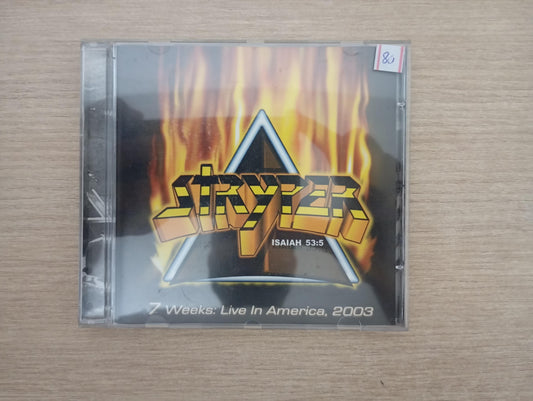 80
STRYPER
ISAIAH 53:5
7 Weeks: Live In America, 2003